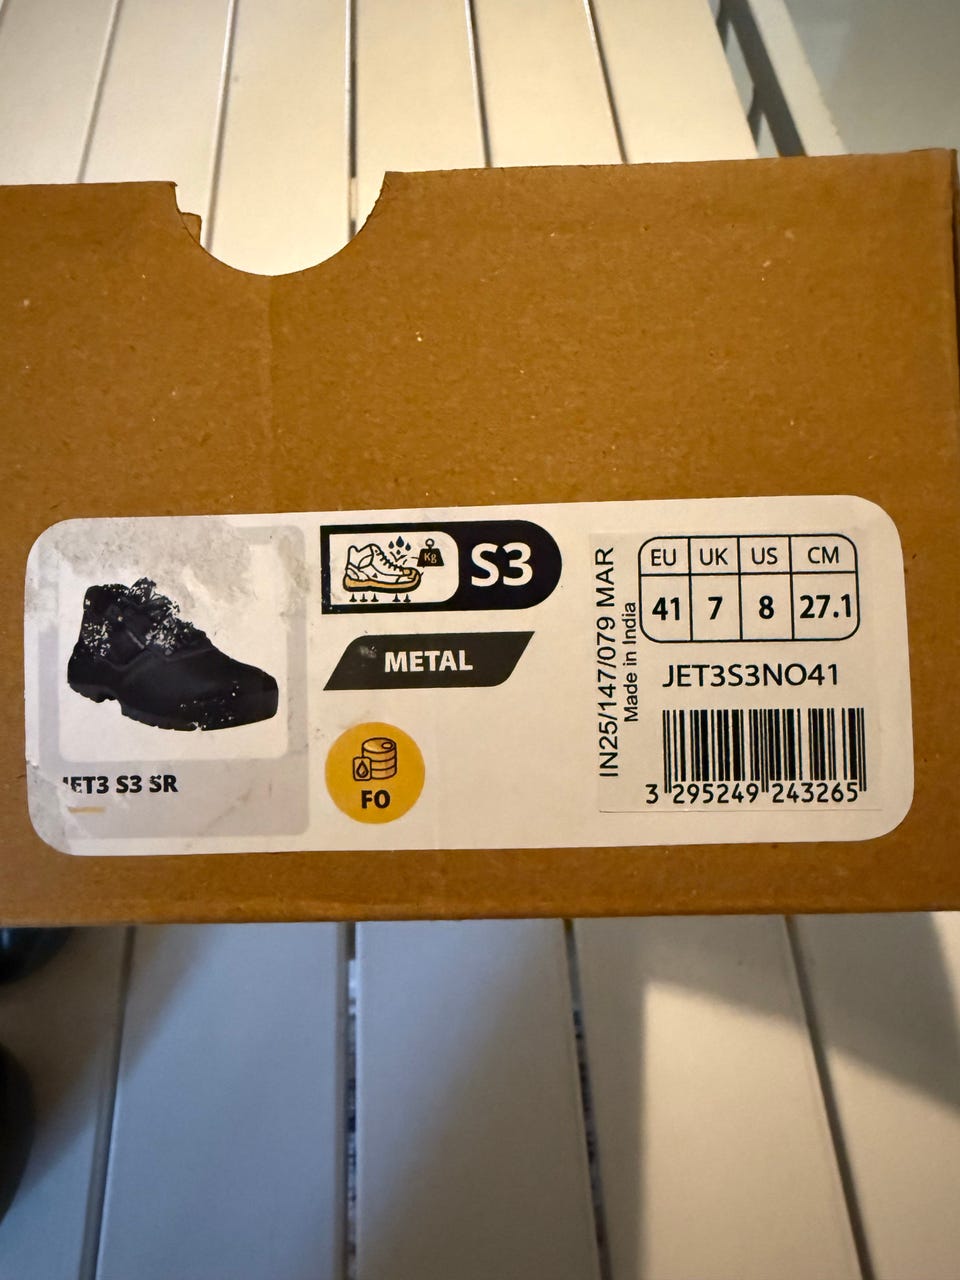 Kg
S3
METAL
FO
JET3 S3 SR
IN25/147/079 MAR
Made in India
EU UK US CM
41 7 8 27.1
JET3S3NO41
3 295249 243265